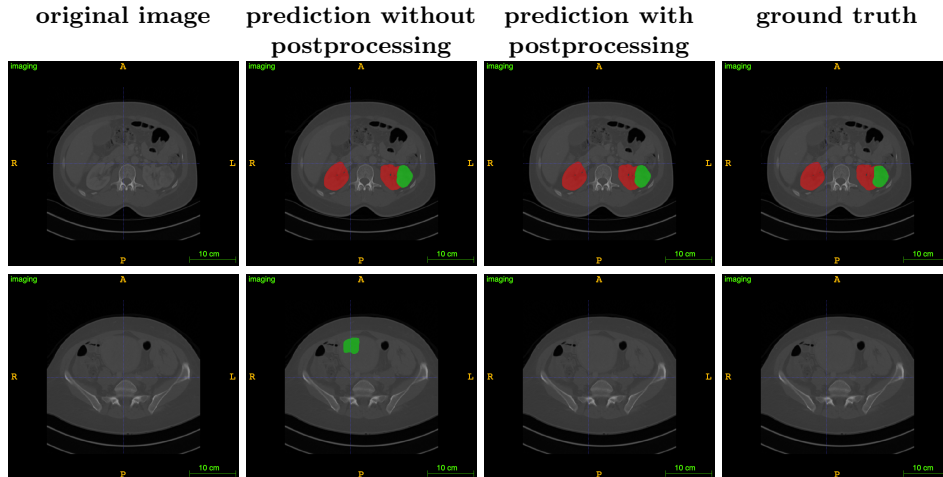 original image
prediction without
postprocessing
prediction with
postprocessing
ground truth
imaging
A
R
L
P
10 cm
imaging
A
R
L
P
10 cm
imaging
A
R
L
P
10 cm
imaging
A
R
P
10 cm
imaging
A
R
L
P
10 cm
imaging
A
R
L
P
10 cm
imaging
A
R
L
P
10 cm
imaging
A
R
P
10 cm